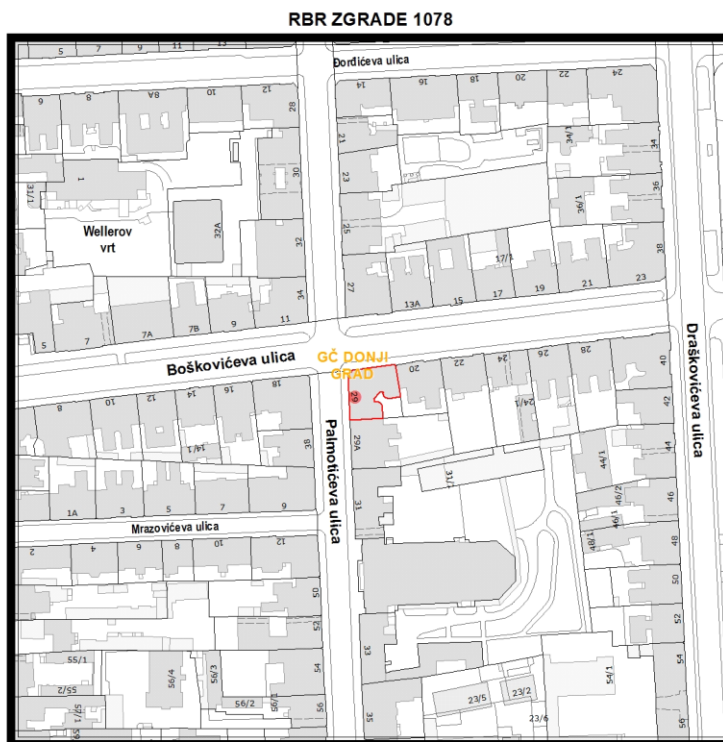 RBR ZGRADE 1078
5 7 9 11 13
Đorđićeva ulica
6 8 8A 10 12 28
14 16 18 20 22 24
21
34/1
34
23
30
1
31/1
36
36/1
32A
Wellerov
vrt
25
32
38
17/1
27
34
13A 15 17 19 21 23
5 7 7A 7B 9 11
Boškovićeva ulica
GČ DONJI
GRAD
Draškovićeva ulica
20 22 24 26 28 40
29
24/1
42
8 10 12 14 16 18
14/1
38
Palmotićeva ulica
29A
44
44/1
31/1
46
46/2
46/1
31
1A 3 5 7 9
Mrazovićeva ulica
48
48/1
2 4 6 8 10 12
50
50
52
52
33
54
54
55/1
56/4
56/3
54/1
55/2
56/2
56/1
56
57/1
35
23/5
23/2
23/6
56